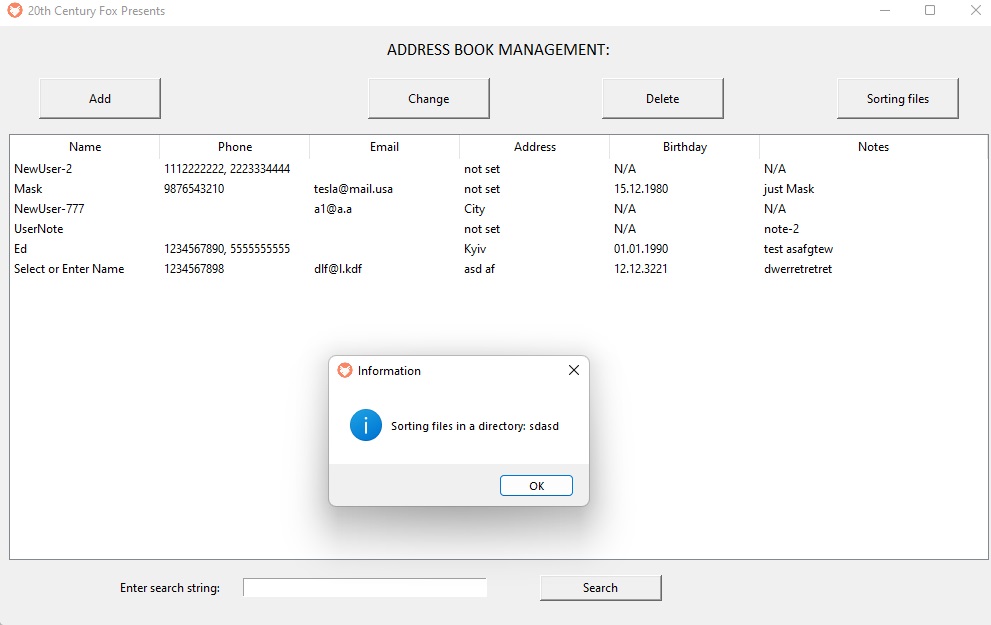 20th Century Fox Presents
ADDRESS BOOK MANAGEMENT:
Add Change Delete Sorting files
Name Phone Email Address Birthday Notes
NewUser-2 1112222222, 2223334444 not set N/A N/A
Mask 9876543210 tesla@mail.usa not set 15.12.1980 just Mask
NewUser-777 a1@a.a City N/A N/A
UserNote not set N/A note-2
Ed 1234567890, 5555555555 Kyiv 01.01.1990 test asafgtew
Select or Enter Name 1234567898 dlf@l.kdf asd af 12.12.3221 dwerretretret
Information
i
Sorting files in a directory: sdasd
OK
Enter search string: Search